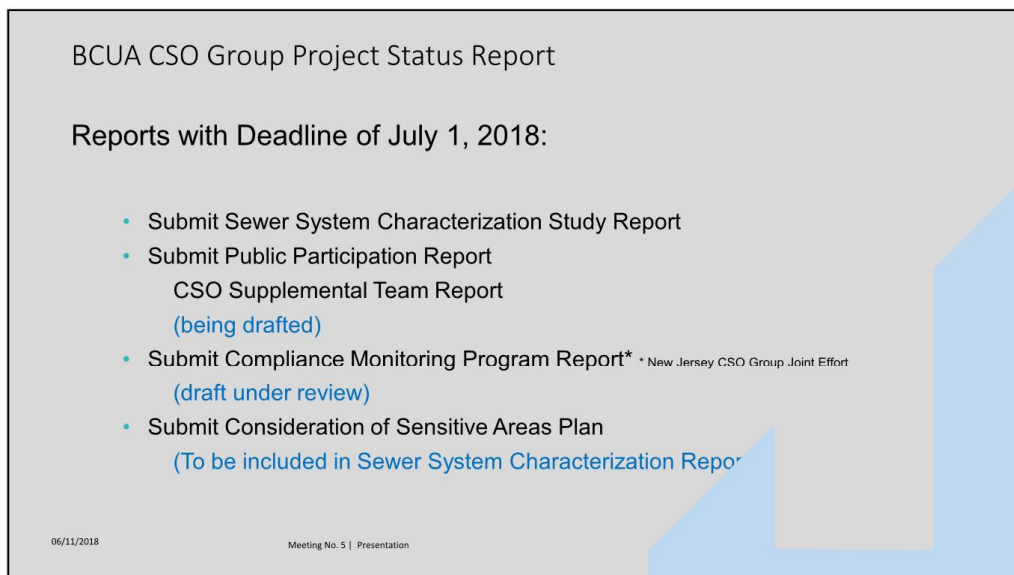 BCUA CSO Group Project Status Report
Reports with Deadline of July 1, 2018:
• Submit Sewer System Characterization Study Report
• Submit Public Participation Report
CSO Supplemental Team Report
(being drafted)
• Submit Compliance Monitoring Program Report* * New Jersey CSO Group Joint Effort
(draft under review)
• Submit Consideration of Sensitive Areas Plan
(To be included in Sewer System Characterization Repor
06/11/2018
Meeting No. 5 | Presentation